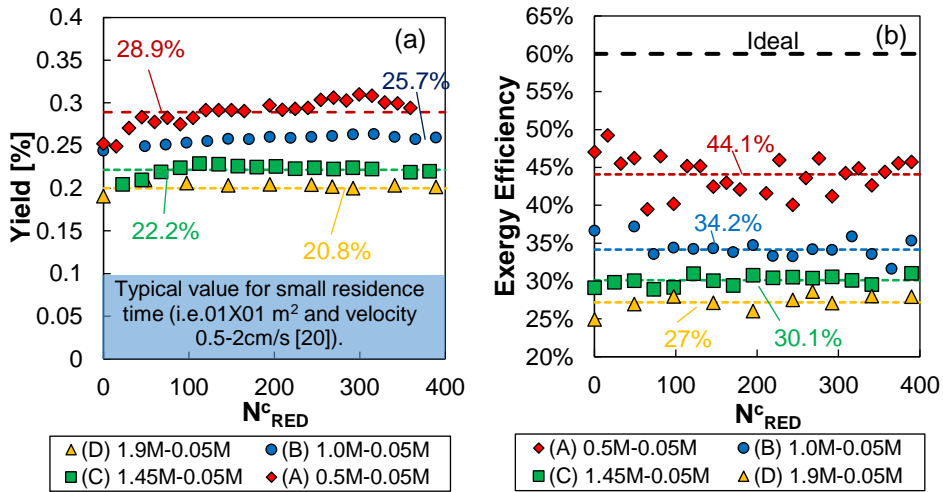 (a)
Yield [%]
0.4
0.35
0.3
0.25
0.2
0.15
0.1
0.05
0
28.9%
25.7%
22.2%
20.8%
Typical value for small residence
time (i.e.01X01 m² and velocity
0.5-2cm/s [20]).
0 100 200 300 400
NᶜRED
(D) 1.9M-0.05M (B) 1.0M-0.05M
(C) 1.45M-0.05M (A) 0.5M-0.05M
(b)
Exergy Efficiency
65%
60%
55%
50%
45%
40%
35%
30%
25%
20%
Ideal
44.1%
34.2%
30.1%
27%
0 100 200 300 400
NᶜRED
(A) 0.5M-0.05M (B) 1.0M-0.05M
(C) 1.45M-0.05M (D) 1.9M-0.05M